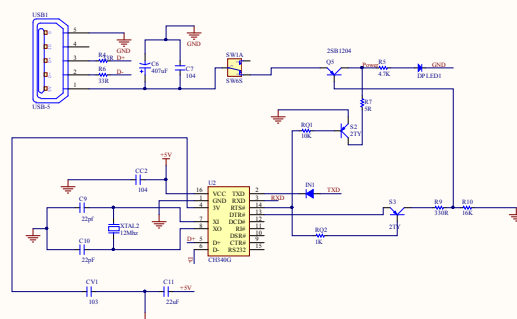 USB1
5
4
3
2
1
USB-5
GND
R4
33R
D+
R6
33R
D-
C6
407uF
GND
C7
104
SW1A
SW6S
2SB1204
Q5
Power
R5
4.7K
GND
DPLED1
R7
5R
RQ1
10K
S2
2TY
+5V
CC2
104
U2
16 VCC TXD 2
1 GND RXD 3
4 3V RTS# 14
DTR# 13
7 XI DCD# 12
8 XO RI# 11
DSR# 10
5 D+ CTR# 9
6 D- RS232 15
CH340G
IN1
TXD
RXD
S3
2TY
R9
330R
R10
16K
RQ2
1K
C9
22pf
XTAL2
12Mhz
C10
22pF
D+
D-
CV1
103
C11
22uF
+5V